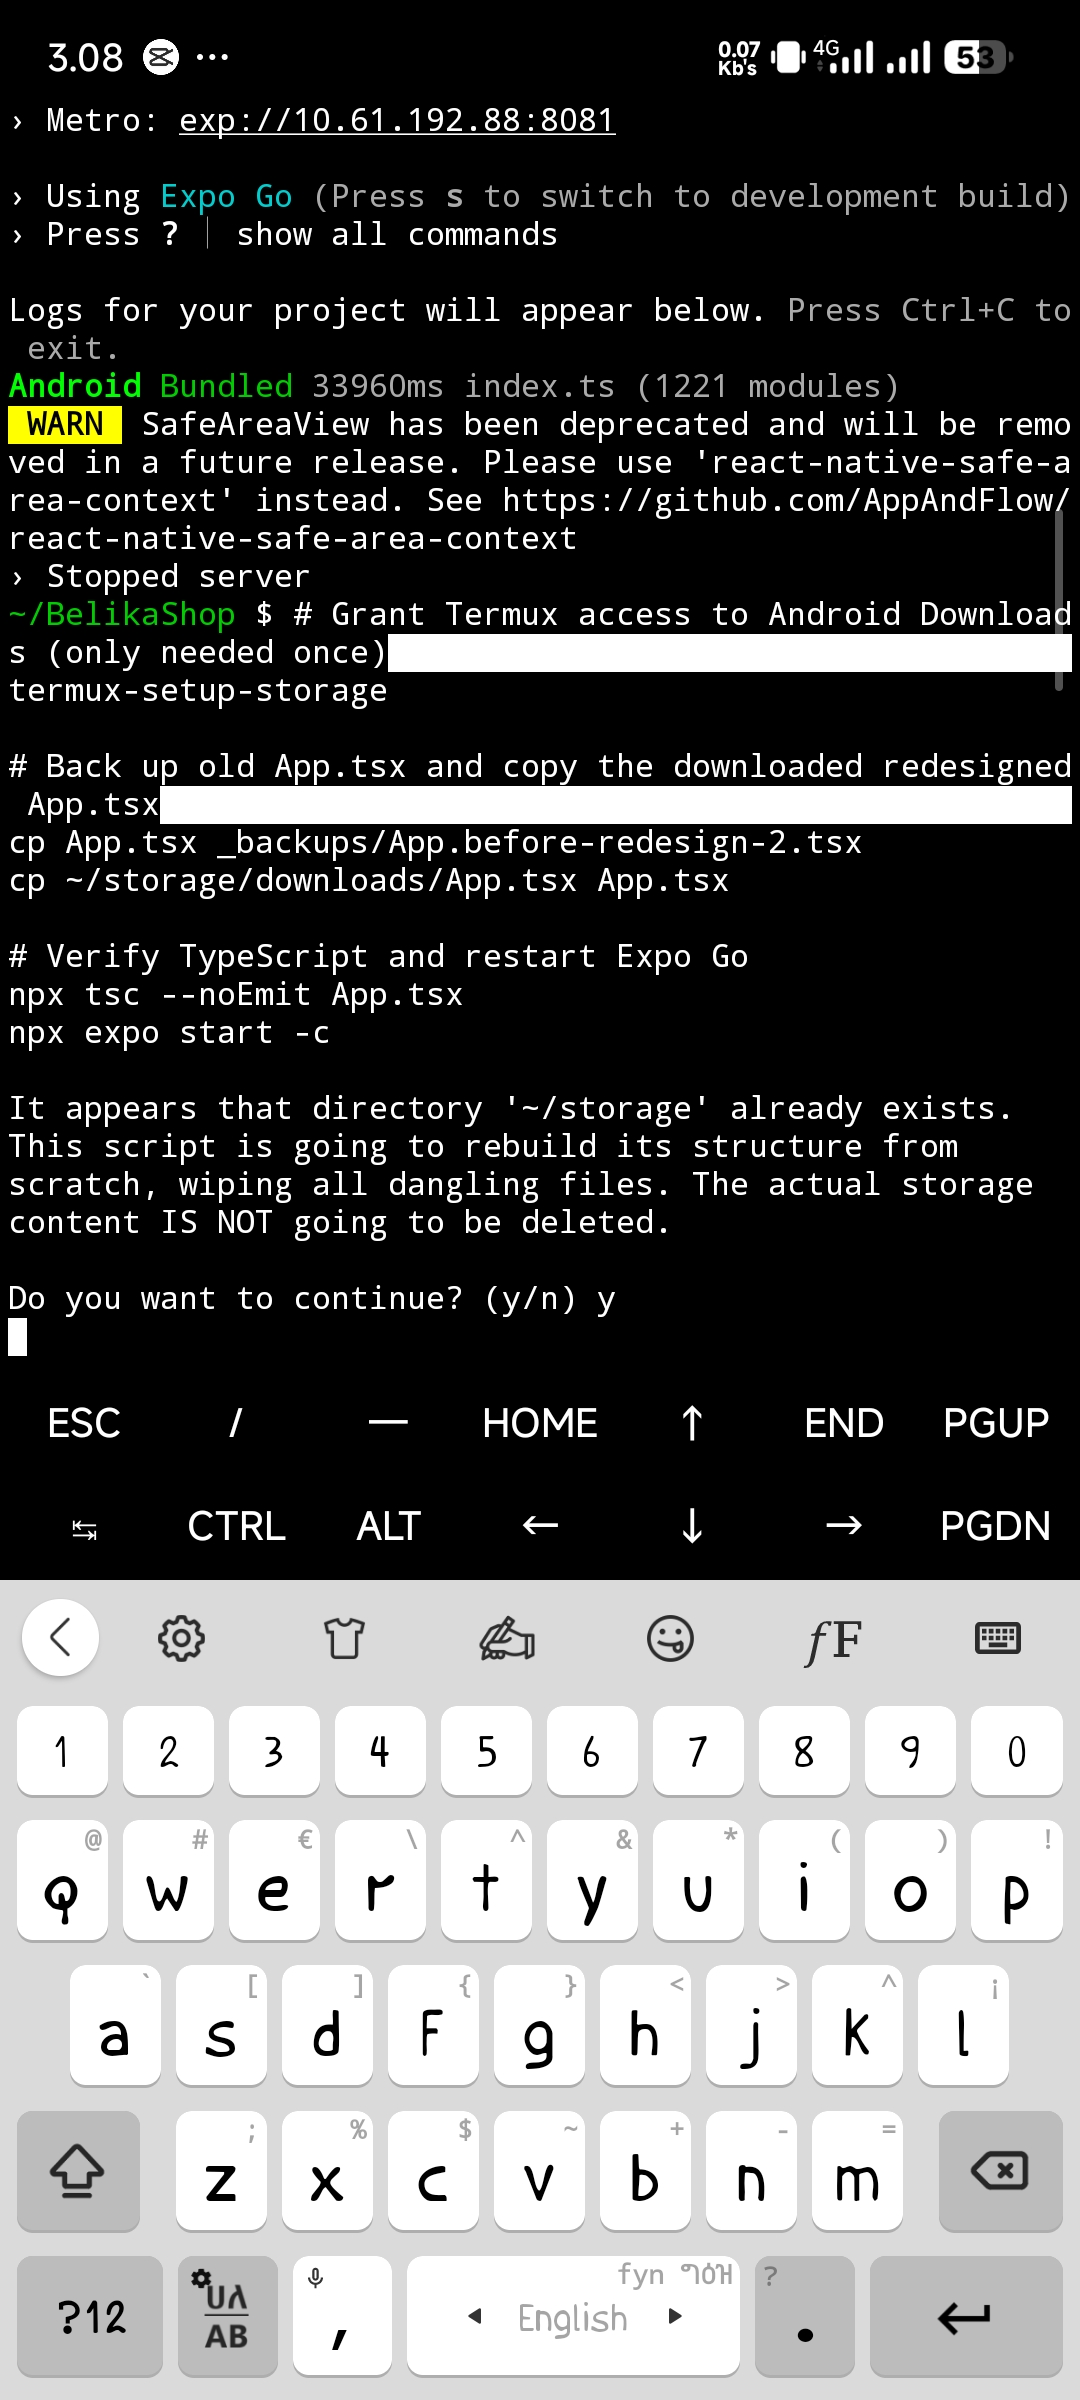 3.08 ...
0.07 Kb's 4G 53
› Metro: exp://10.61.192.88:8081
› Using Expo Go (Press s to switch to development build)
› Press ? │ show all commands
Logs for your project will appear below. Press Ctrl+C to
exit.
Android Bundled 33960ms index.ts (1221 modules)
WARN SafeAreaView has been deprecated and will be remo
ved in a future release. Please use 'react-native-safe-a
rea-context' instead. See https://github.com/AppAndFlow/
react-native-safe-area-context
› Stopped server
~/BelikaShop $ # Grant Termux access to Android Download
s (only needed once)
termux-setup-storage
# Back up old App.tsx and copy the downloaded redesigned
App.tsx
cp App.tsx _backups/App.before-redesign-2.tsx
cp ~/storage/downloads/App.tsx App.tsx
# Verify TypeScript and restart Expo Go
npx tsc --noEmit App.tsx
npx expo start -c
It appears that directory '~/storage' already exists.
This script is going to rebuild its structure from
scratch, wiping all dangling files. The actual storage
content IS NOT going to be deleted.
Do you want to continue? (y/n) y
ESC / — HOME ↑ END PGUP
↹ CTRL ALT ← ↓ → PGDN
fF
1 2 3 4 5 6 7 8 9 0
@ # € \ ^ & * ( ) !
q w e r t y u i o p
` [ ] { } < > ^ ¡
a s d f g h j k l
; % $ ~ + - =
z x c v b n m
?12 ሀለ AB , fyn ግዕዝ English ? .